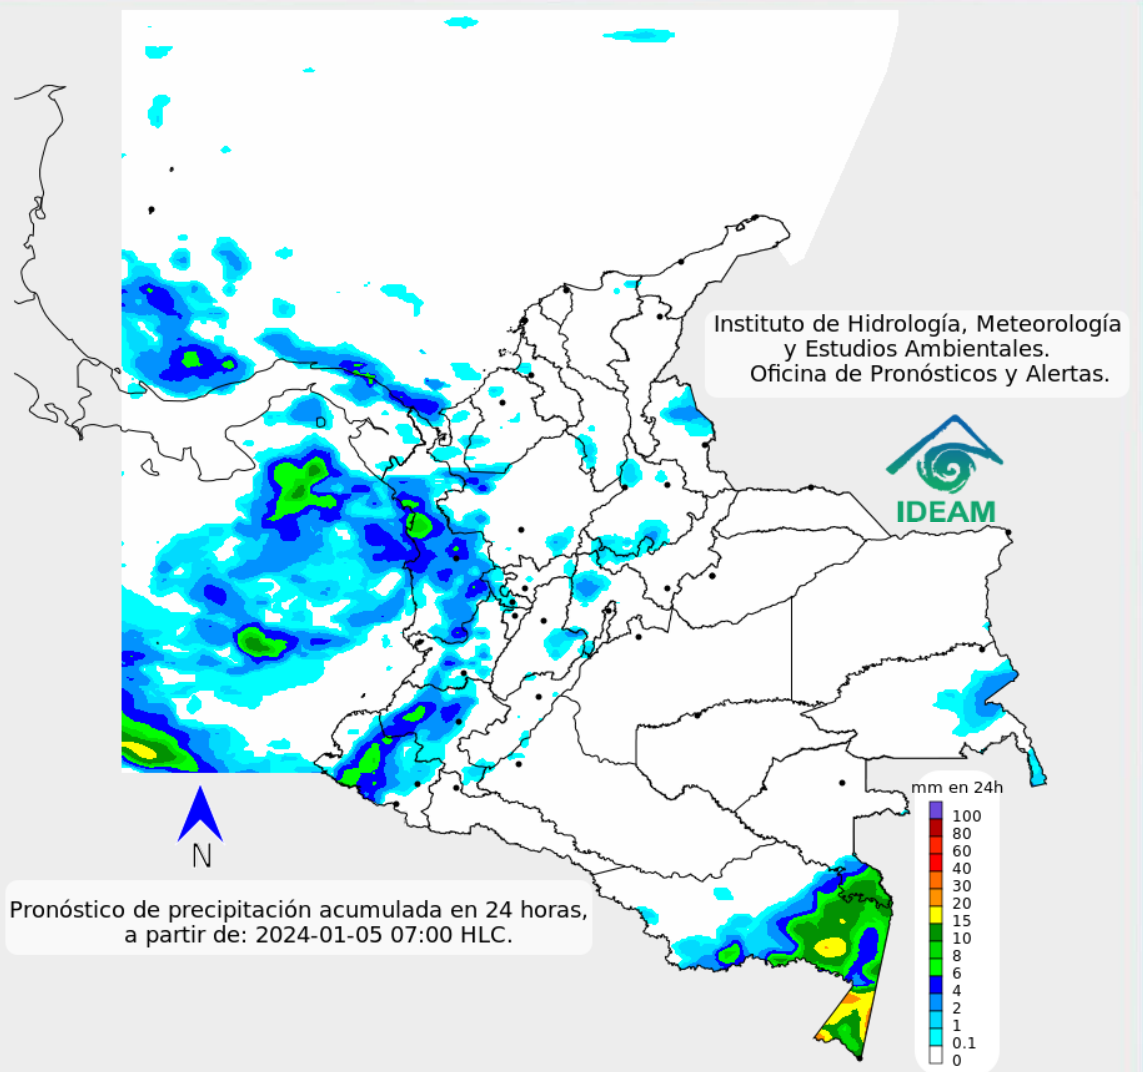 Instituto de Hidrología, Meteorología
y Estudios Ambientales.
Oficina de Pronósticos y Alertas.
IDEAM
mm en 24h
100
80
60
40
30
20
15
10
8
6
4
2
1
0.1
0
N
Pronóstico de precipitación acumulada en 24 horas,
a partir de: 2024-01-05 07:00 HLC.